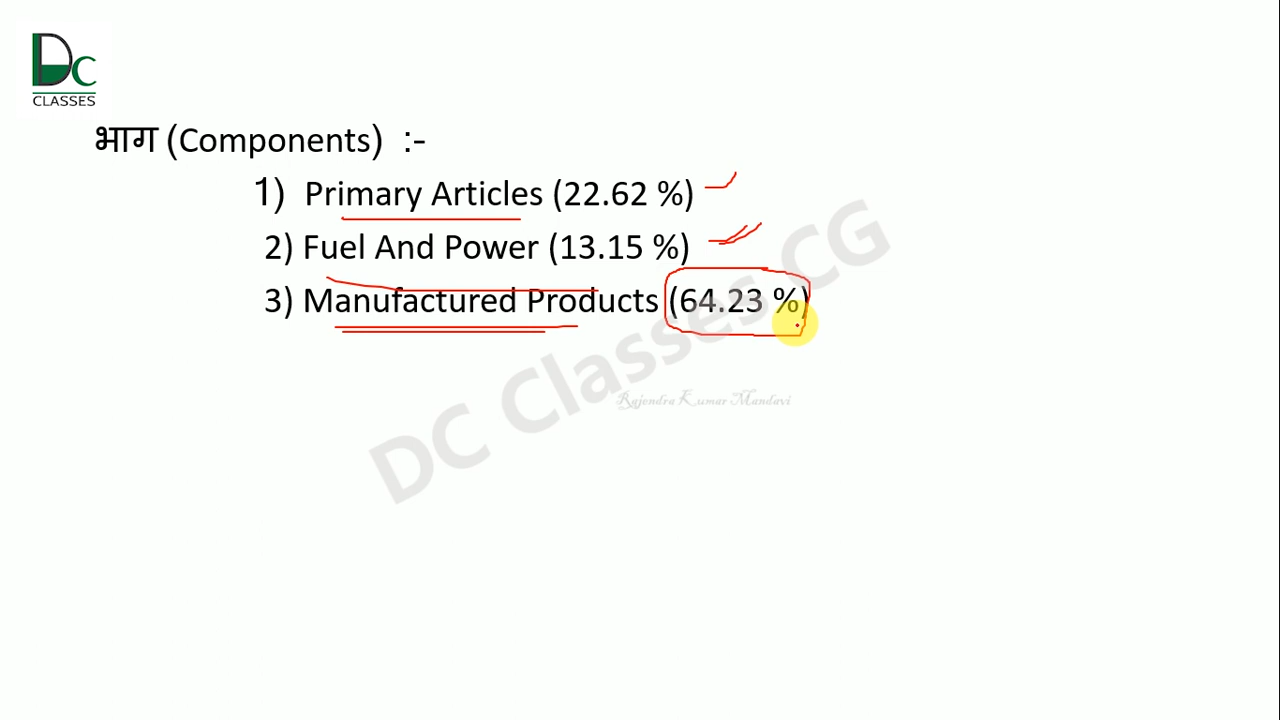 DC
CLASSES
भाग (Components) :-
1) Primary Articles (22.62 %)
2) Fuel And Power (13.15 %)
3) Manufactured Products (64.23 %)
DC Classes CG
Rajendra Kumar Mandavi